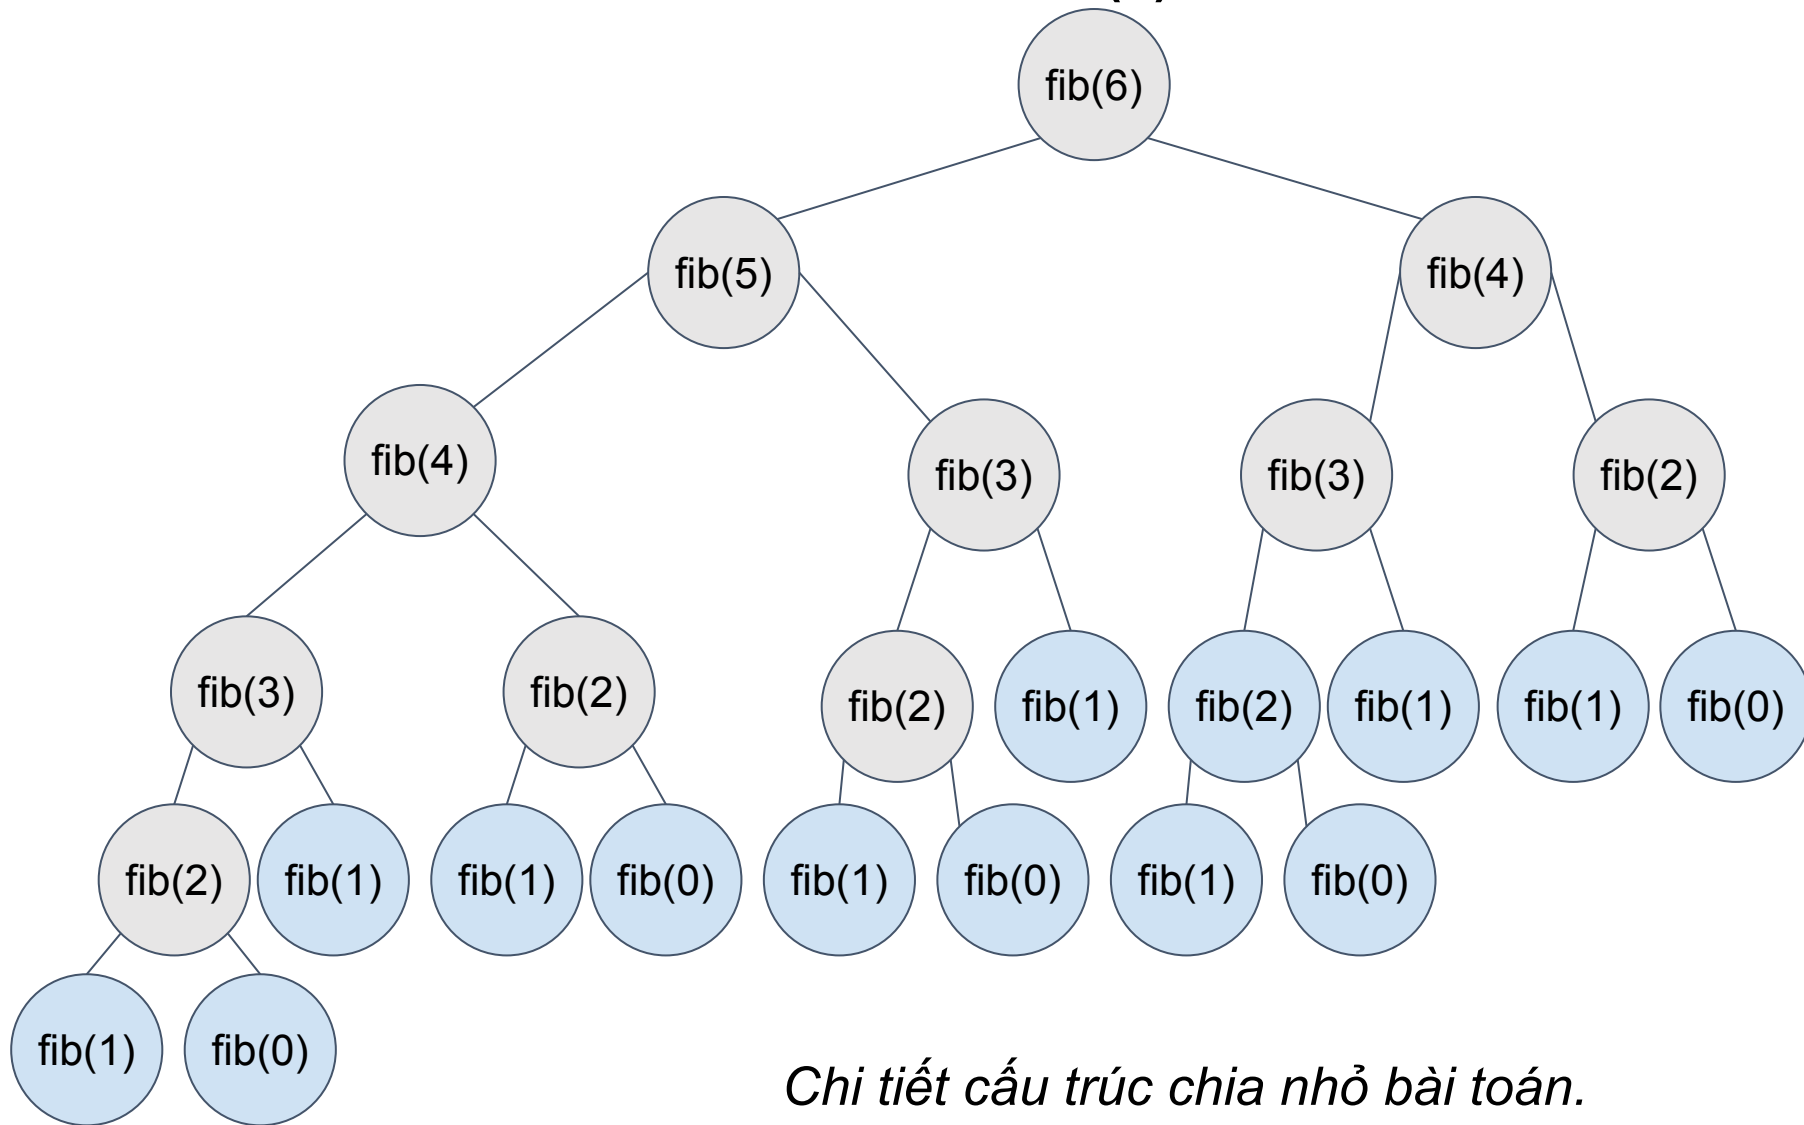 fib(6)
fib(5)
fib(4)
fib(4)
fib(3)
fib(3)
fib(2)
fib(3)
fib(2)
fib(2)
fib(1)
fib(2)
fib(1)
fib(1)
fib(0)
fib(2)
fib(1)
fib(1)
fib(0)
fib(1)
fib(0)
fib(1)
fib(0)
fib(1)
fib(0)
Chi tiết cấu trúc chia nhỏ bài toán.